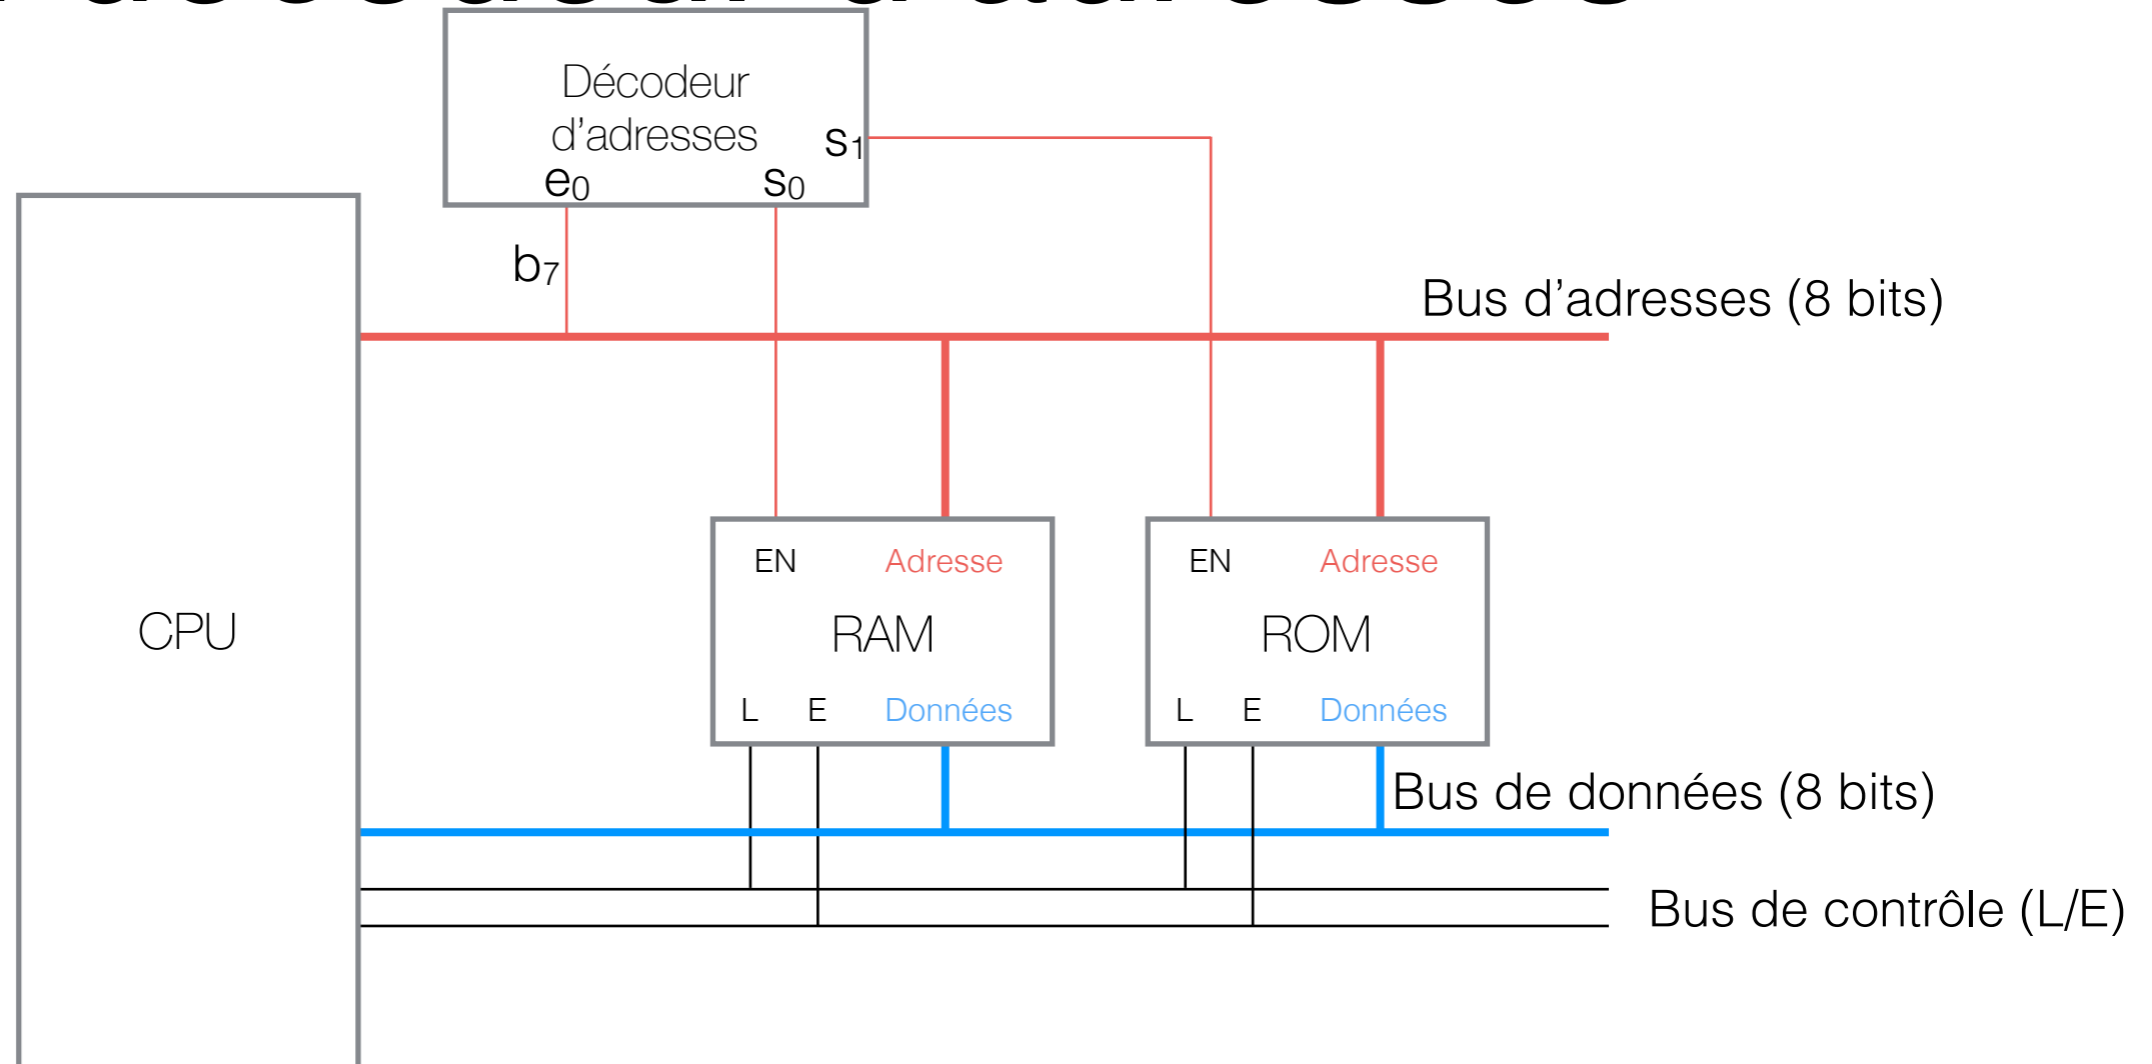 Décodeur
d'adresses
s1
e0
s0
b7
Bus d'adresses (8 bits)
EN
Adresse
EN
Adresse
CPU
RAM
ROM
L
E
Données
L
E
Données
Bus de données (8 bits)
Bus de contrôle (L/E)